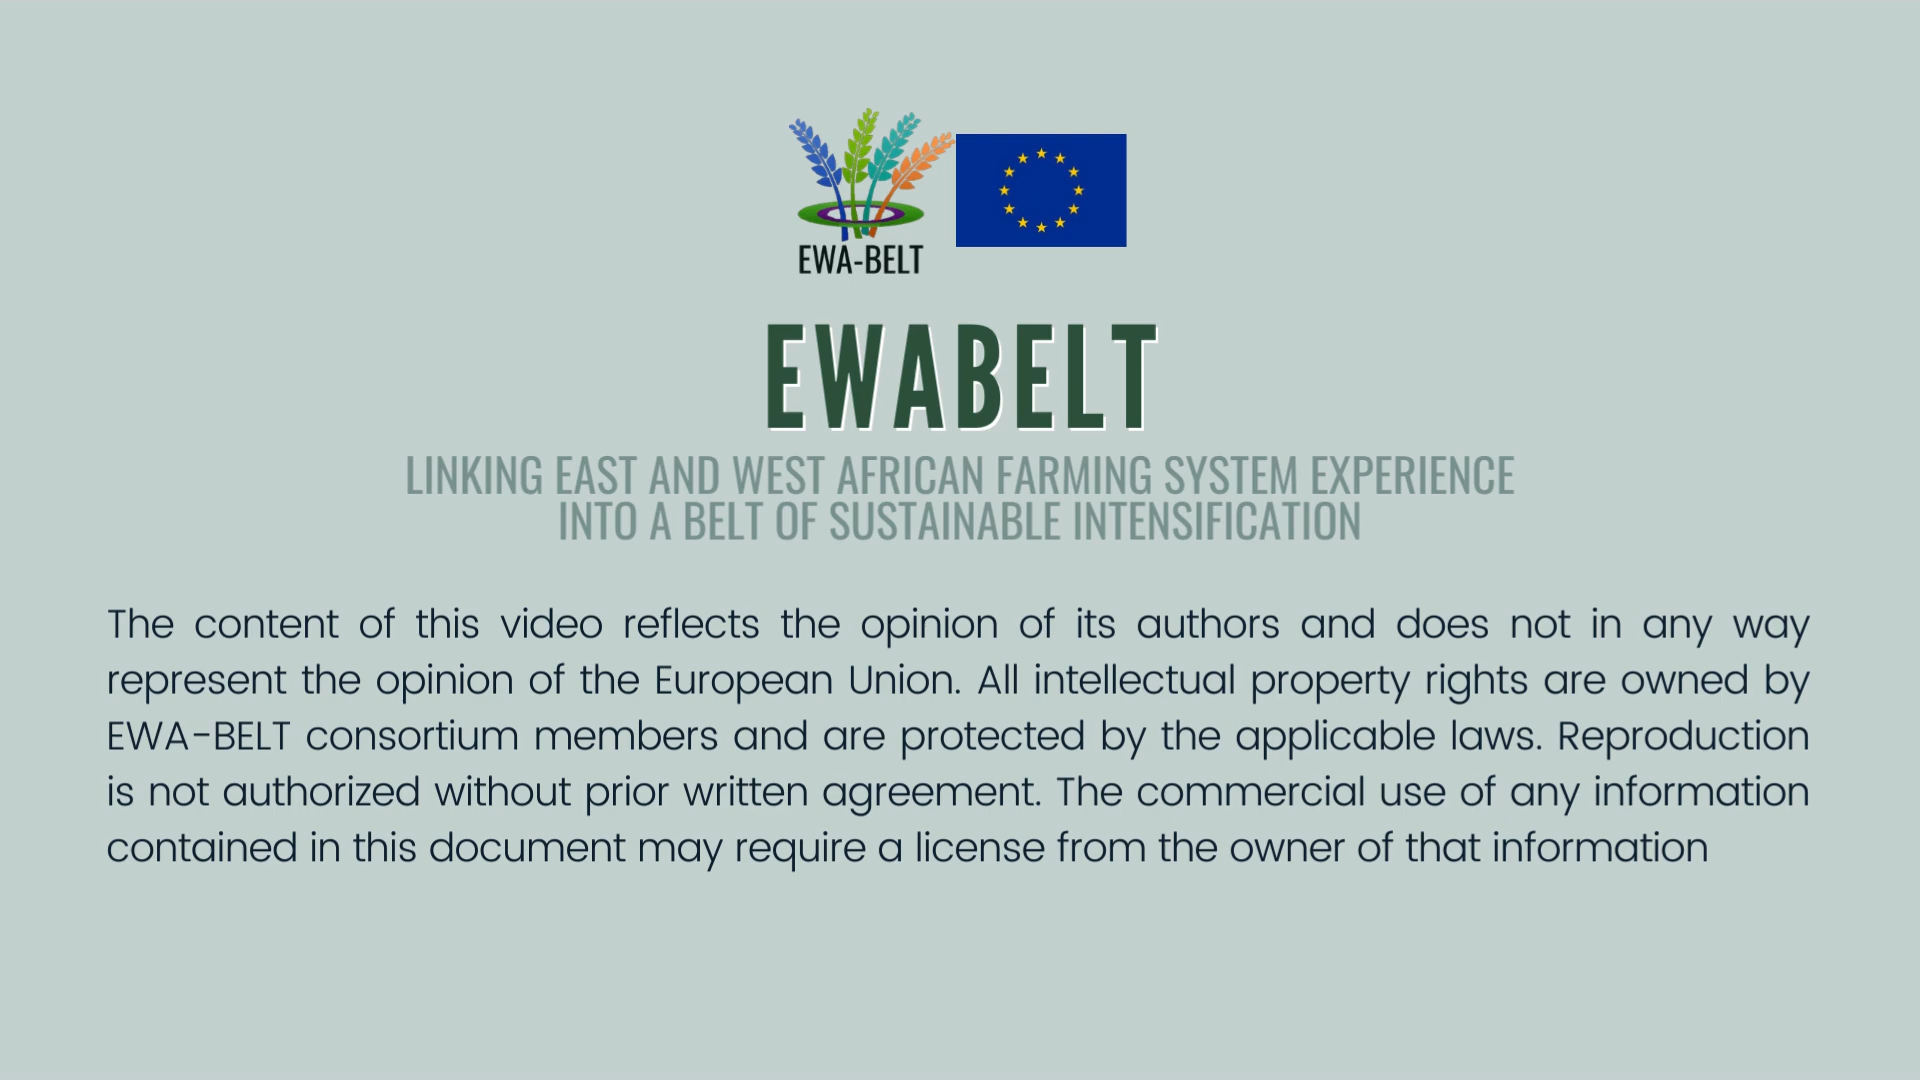 EWA-BELT
EWABELT
LINKING EAST AND WEST AFRICAN FARMING SYSTEM EXPERIENCE
INTO A BELT OF SUSTAINABLE INTENSIFICATION
The content of this video reflects the opinion of its authors and does not in any way
represent the opinion of the European Union. All intellectual property rights are owned by
EWA-BELT consortium members and are protected by the applicable laws. Reproduction
is not authorized without prior written agreement. The commercial use of any information
contained in this document may require a license from the owner of that information